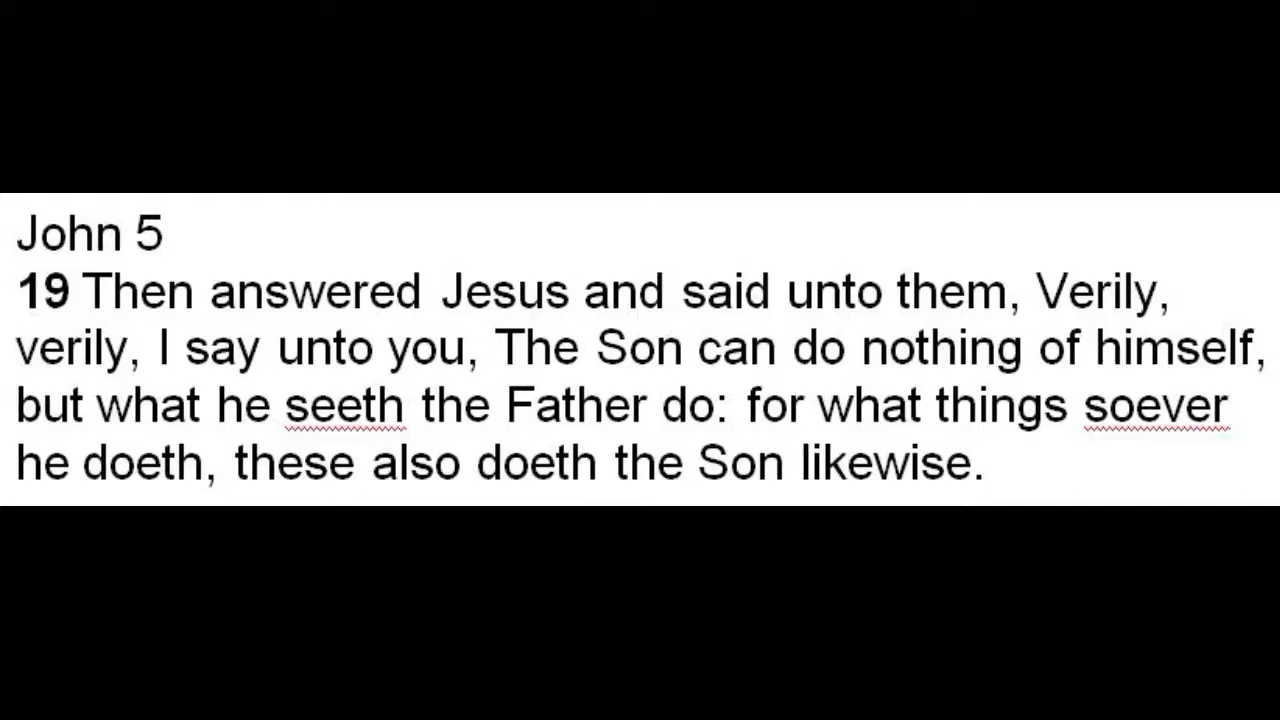 John 5
19 Then answered Jesus and said unto them, Verily,
verily, I say unto you, The Son can do nothing of himself,
but what he seeth the Father do: for what things soever
he doeth, these also doeth the Son likewise.